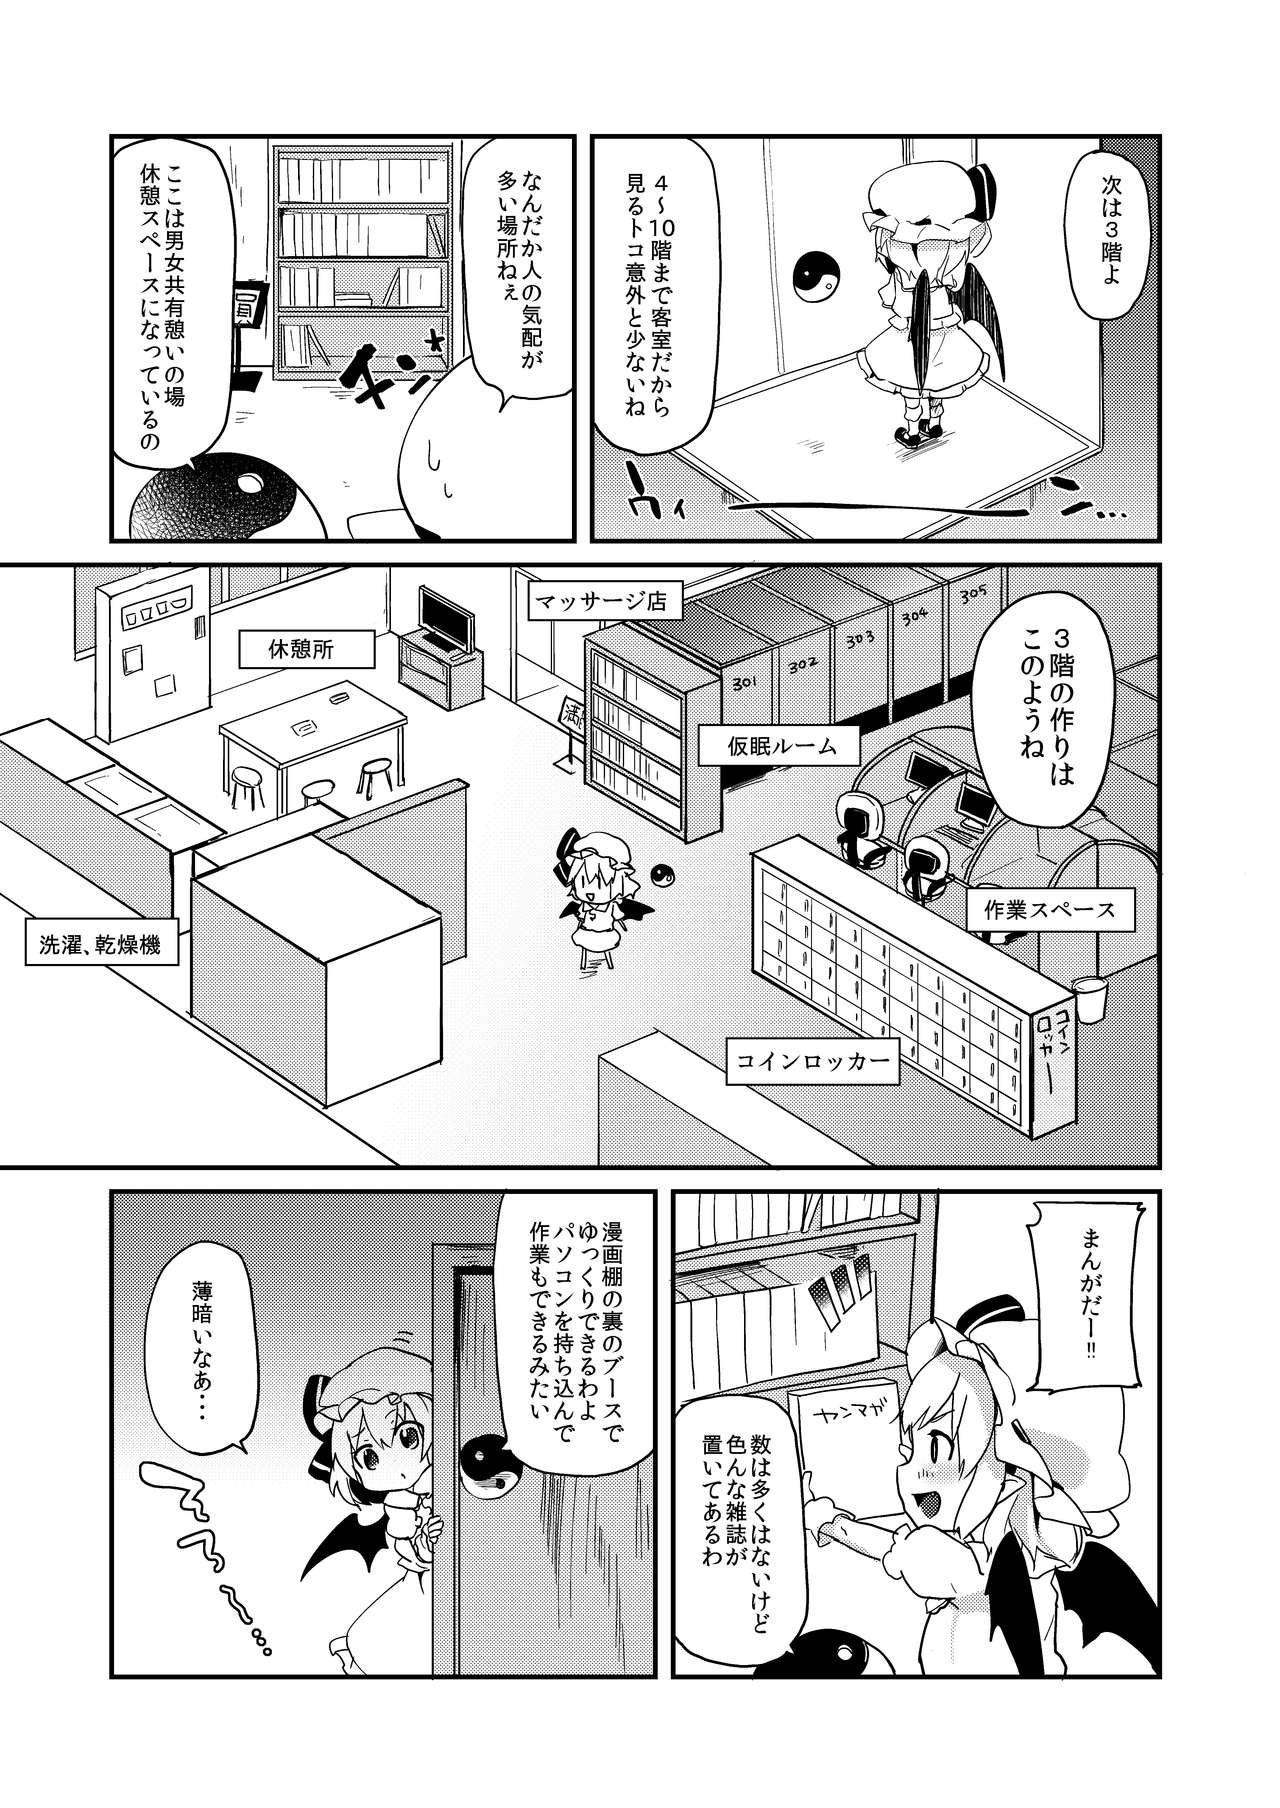 次は３階よ
４〜10階まで客室だから
見るトコ意外と少ないね
ウィーン…
なんだか人の気配が
多い場所ねぇ
イン
ここは男女共有憩いの場
休憩スペースになっているの
員
３階の作りは
このようね
マッサージ店
休憩所
満
301
302
303
304
305
仮眠ルーム
作業スペース
洗濯、乾燥機
コインロッカー
コイン
ロッカー
まんがだー!!
ヤンマガ
数は多くはないけど
色んな雑誌が
置いてあるわ
漫画棚の裏のブースで
ゆっくりできるわよ
パソコンを持ち込んで
作業もできるみたい
薄暗いなあ・・・